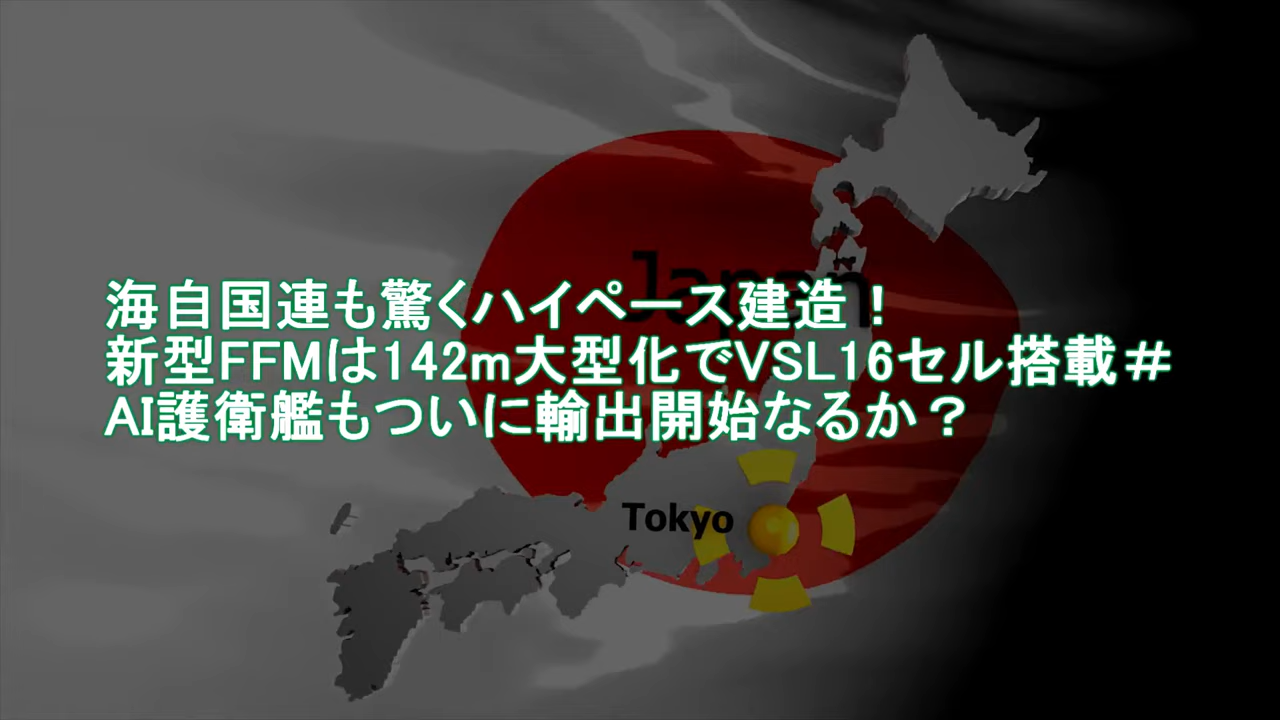 Japan
海自国連も驚くハイペース建造！
新型FFMは142m大型化でVSL16セル搭載＃
AI護衛艦もついに輸出開始なるか？
Tokyo